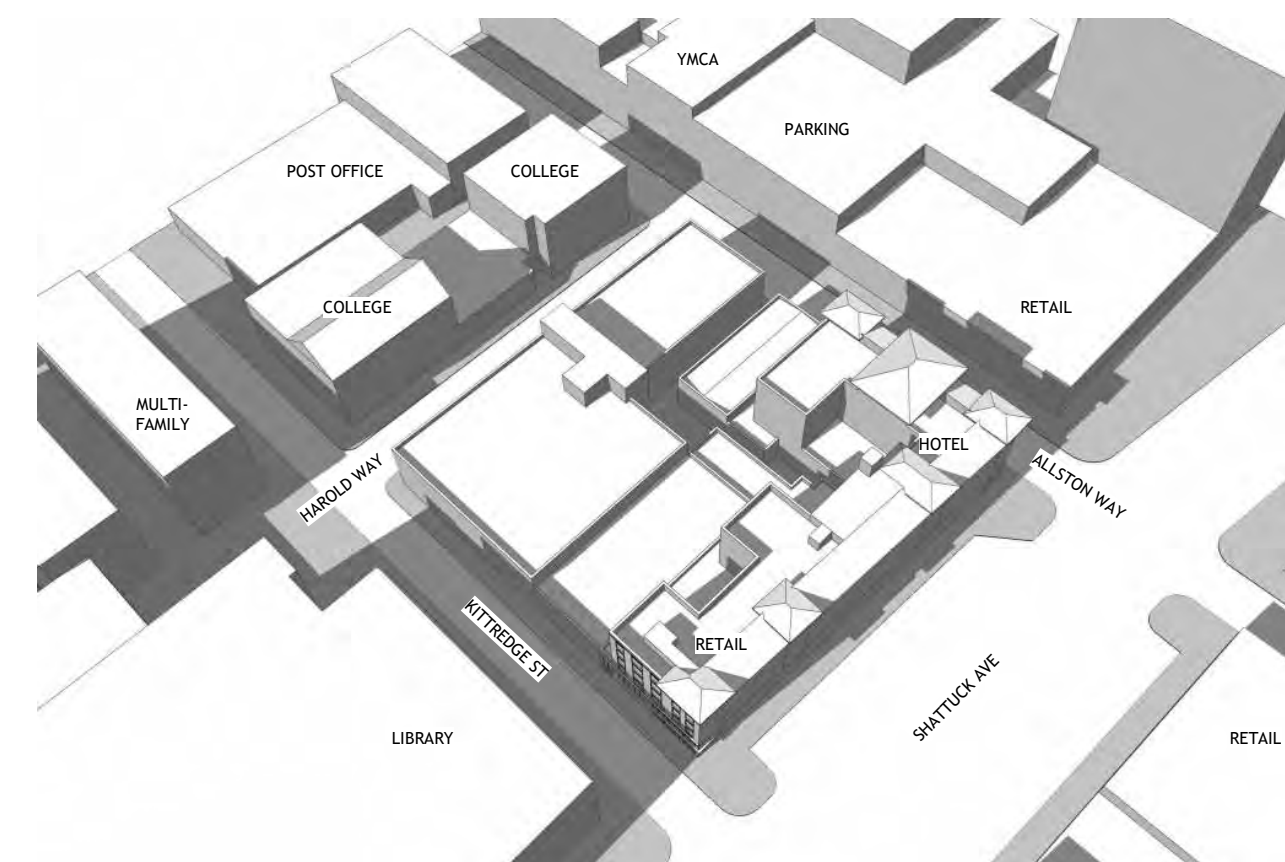 YMCA
PARKING
POST OFFICE
COLLEGE
COLLEGE
RETAIL
MULTI-
FAMILY
HOTEL
HAROLD WAY
ALLSTON WAY
KITTREDGE ST
RETAIL
SHATTUCK AVE
LIBRARY
RETAIL